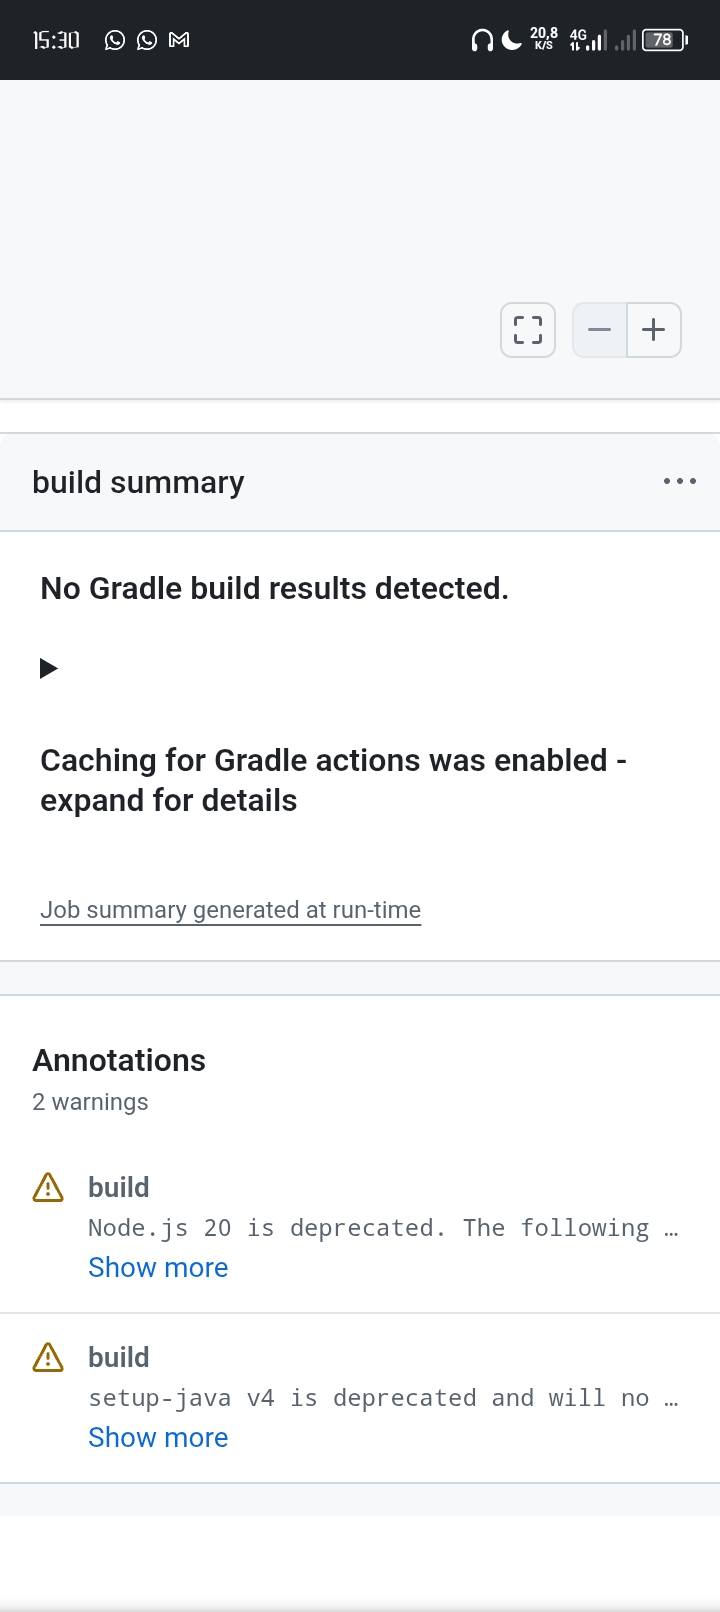 15:30
20,8
K/S
4G
78
build summary
No Gradle build results detected.
Caching for Gradle actions was enabled -
expand for details
Job summary generated at run-time
Annotations
2 warnings
build
Node.js 20 is deprecated. The following …
Show more
build
setup-java v4 is deprecated and will no …
Show more